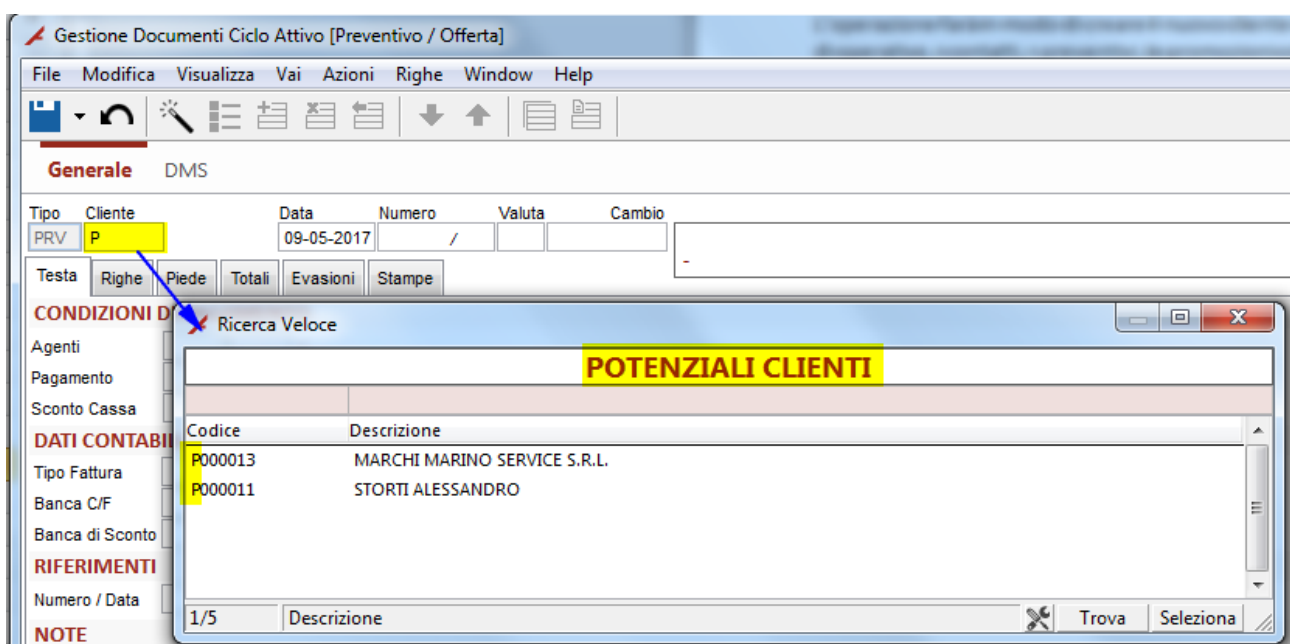 Gestione Documenti Ciclo Attivo [Preventivo / Offerta]
File Modifica Visualizza Vai Azioni Righe Window Help
Generale DMS
Tipo Cliente Data Numero Valuta Cambio
PRV P 09-05-2017 /
-
Testa Righe Piede Totali Evasioni Stampe
CONDIZIONI D
Ricerca Veloce
Agenti
POTENZIALI CLIENTI
Pagamento
Sconto Cassa
Codice Descrizione
DATI CONTABI
P000013 MARCHI MARINO SERVICE S.R.L.
Tipo Fattura
P000011 STORTI ALESSANDRO
Banca C/F
Banca di Sconto
RIFERIMENTI
Numero / Data
1/5 Descrizione Trova Seleziona
NOTE